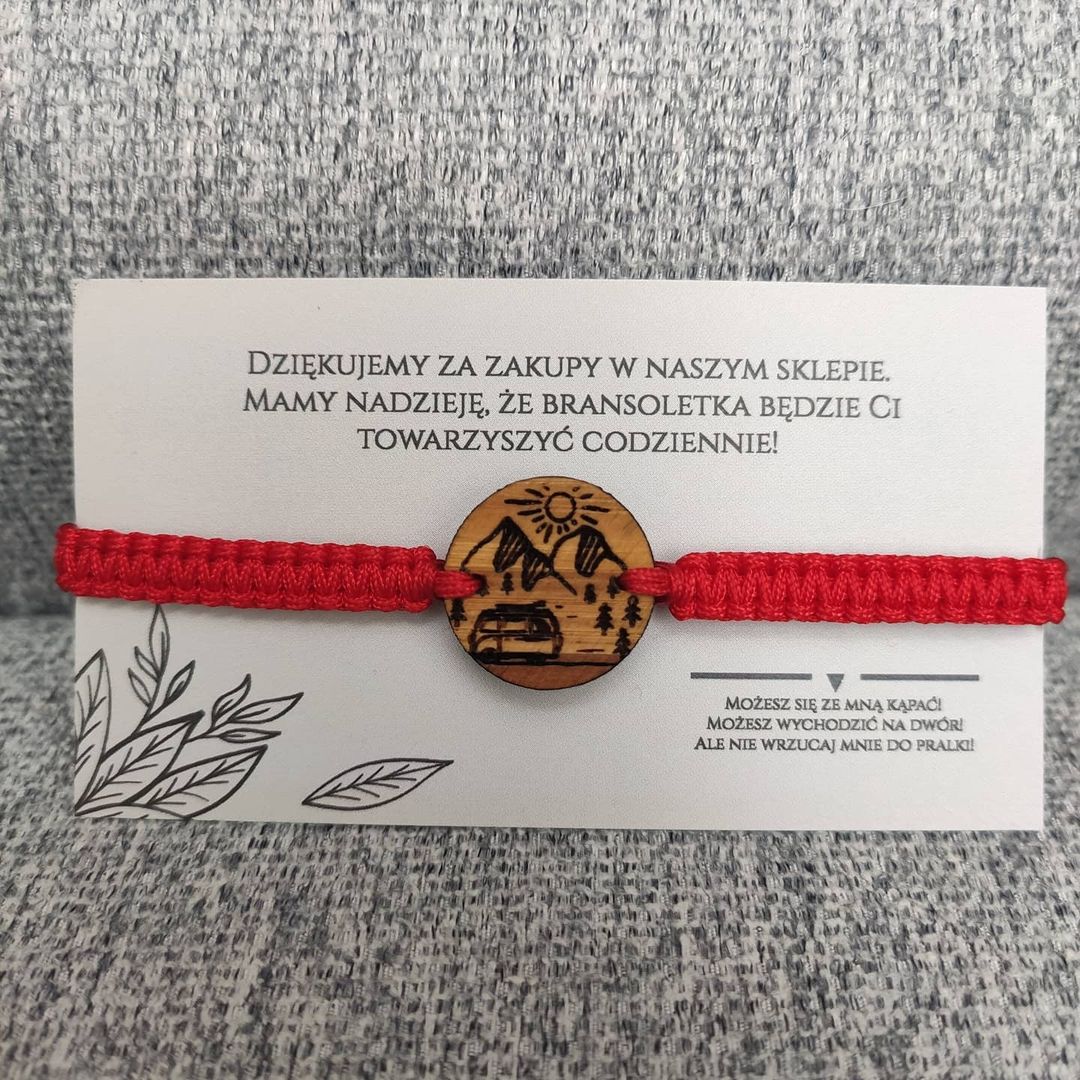 Dziękujemy za zakupy w naszym sklepie.
Mamy nadzieję, że bransoletka będzie Ci
towarzyszyć codziennie!
Możesz się ze mną kąpać!
Możesz wychodzić na dwór!
Ale nie wrzucaj mnie do pralki!